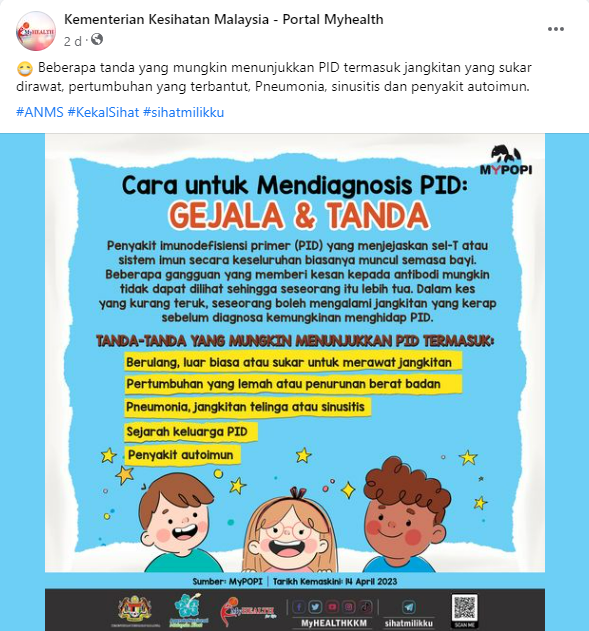 Kementerian Kesihatan Malaysia - Portal Myhealth
2 d ·
Beberapa tanda yang mungkin menunjukkan PID termasuk jangkitan yang sukar
dirawat, pertumbuhan yang terbantut, Pneumonia, sinusitis dan penyakit autoimun.
#ANMS #KekalSihat #sihatmilikku
MYPOPI
Cara untuk Mendiagnosis PID:
GEJALA & TANDA
Penyakit imunodefisiensi primer (PID) yang menjejaskan sel-T atau
sistem imun secara keseluruhan biasanya muncul semasa bayi.
Beberapa gangguan yang memberi kesan kepada antibodi mungkin
tidak dapat dilihat sehingga seseorang itu lebih tua. Dalam kes
yang kurang teruk, seseorang boleh mengalami jangkitan yang kerap
sebelum diagnosa kemungkinan menghidap PID.
TANDA-TANDA YANG MUNGKIN MENUNJUKKAN PID TERMASUK:
Berulang, luar biasa atau sukar untuk merawat jangkitan
Pertumbuhan yang lemah atau penurunan berat badan
Pneumonia, jangkitan telinga atau sinusitis
Sejarah keluarga PID
Penyakit autoimun
Sumber: MyPOPI | Tarikh Kemaskini: 14 April 2023
MyHEALTH
MyHEALTHKKM
sihatmilikku
SCAN ME